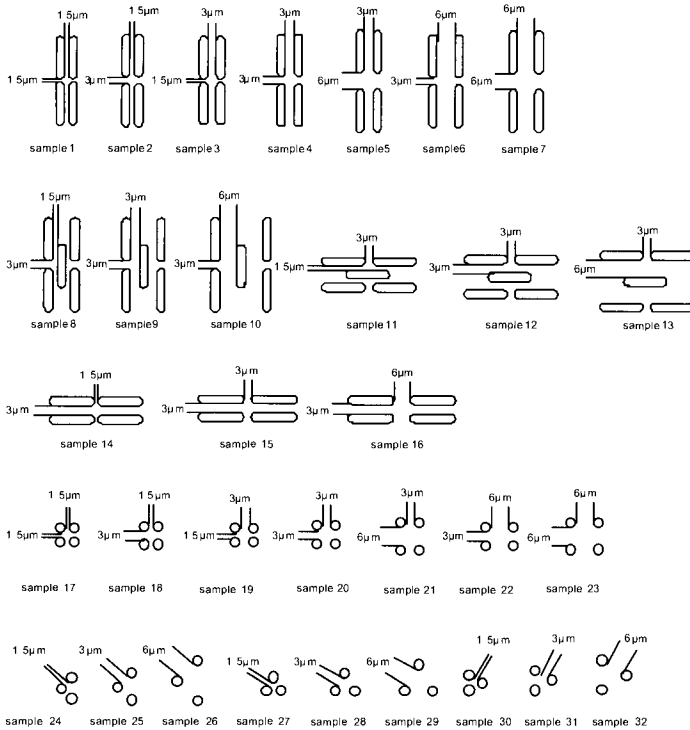 1 5µm 1 5µm 3µm 3µm 3µm 6µm 6µm
1 5µm 3µm 1 5µm 3µm 6µm 3µm 6µm
sample 1 sample 2 sample 3 sample 4 sample5 sample6 sample 7
1 5µm 3µm 6µm 3µm 3µm 3µm
3µm 3µm 3µm 1 5µm 3µm 6µm
sample 8 sample 9 sample 10 sample 11 sample 12 sample 13
1 5µm 3µm 6µm
3µm 3µm 3µm
sample 14 sample 15 sample 16
1 5µm 1 5µm 3µm 3µm 3µm 6µm 6µm
1 5µm 3µm 1 5µm 3µm 6µm 3µm 6µm
sample 17 sample 18 sample 19 sample 20 sample 21 sample 22 sample 23
1 5µm 3µm 6µm 1 5µm 3µm 6µm 1 5µm 3µm 6µm
sample 24 sample 25 sample 26 sample 27 sample 28 sample 29 sample 30 sample 31 sample 32